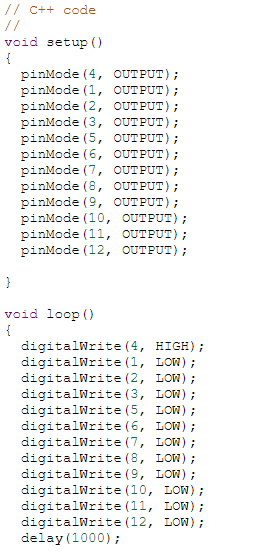 // C++ code
//
void setup()
{
  pinMode(4, OUTPUT);
  pinMode(1, OUTPUT);
  pinMode(2, OUTPUT);
  pinMode(3, OUTPUT);
  pinMode(5, OUTPUT);
  pinMode(6, OUTPUT);
  pinMode(7, OUTPUT);
  pinMode(8, OUTPUT);
  pinMode(9, OUTPUT);
  pinMode(10, OUTPUT);
  pinMode(11, OUTPUT);
  pinMode(12, OUTPUT);
}
void loop()
{
  digitalWrite(4, HIGH);
  digitalWrite(1, LOW);
  digitalWrite(2, LOW);
  digitalWrite(3, LOW);
  digitalWrite(5, LOW);
  digitalWrite(6, LOW);
  digitalWrite(7, LOW);
  digitalWrite(8, LOW);
  digitalWrite(9, LOW);
  digitalWrite(10, LOW);
  digitalWrite(11, LOW);
  digitalWrite(12, LOW);
  delay(1000);